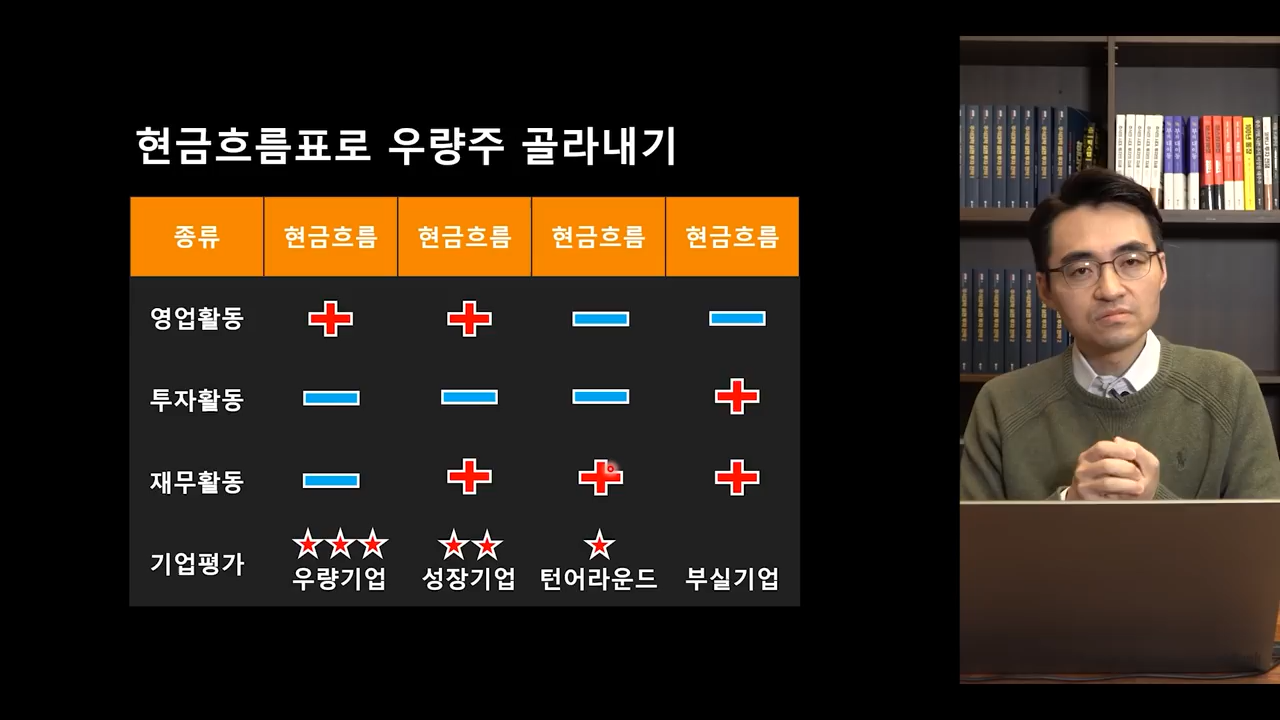 현금흐름표로 우량주 골라내기
종류 현금흐름 현금흐름 현금흐름 현금흐름
영업활동
투자활동
재무활동
기업평가 우량기업 성장기업 턴어라운드 부실기업